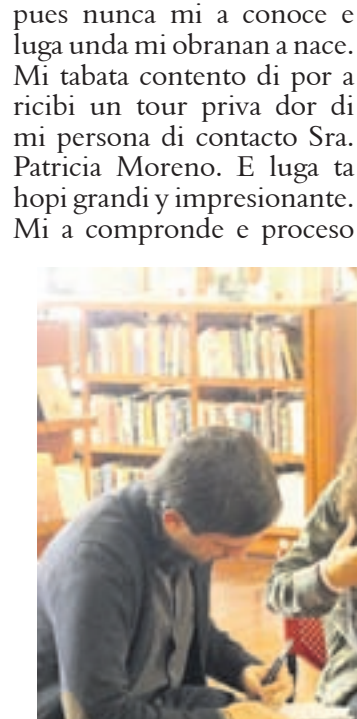 pues nunca mi a conoce e
luga unda mi obranan a nace.
Mi tabata contento di por a
ricibi un tour priva dor di
mi persona di contacto Sra.
Patricia Moreno. E luga ta
hopi grandi y impresionante.
Mi a compronde e proceso